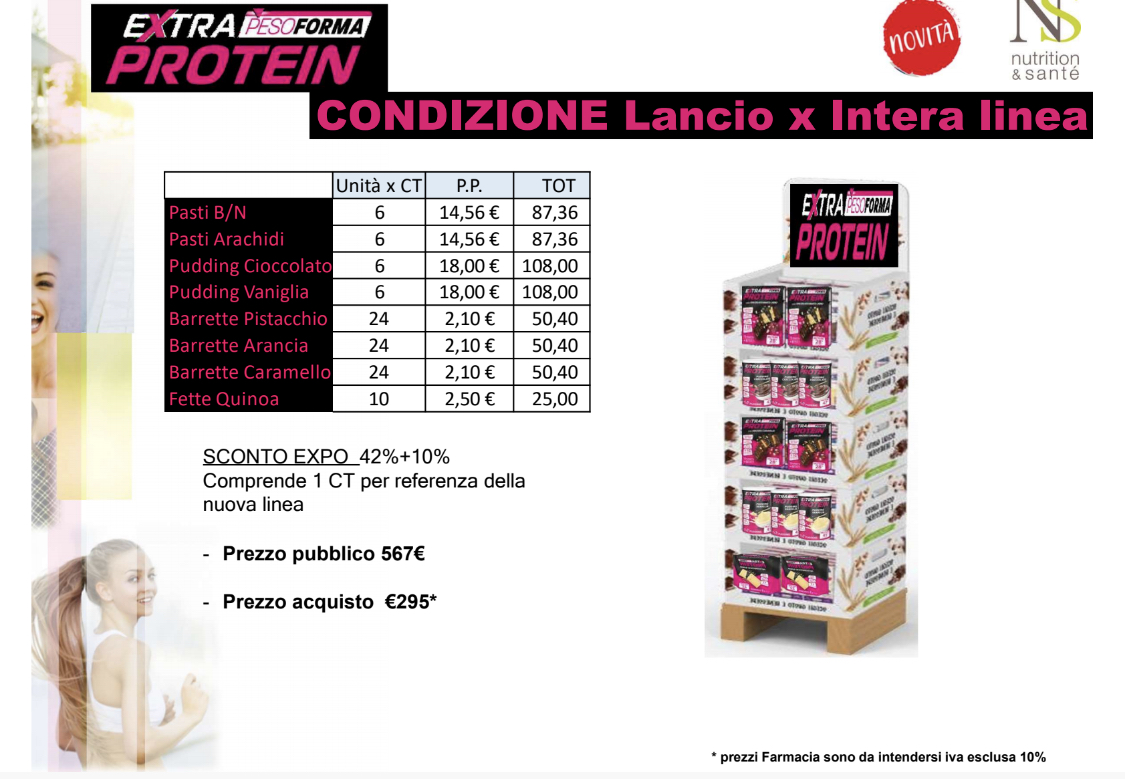 EXTRA PESOFORMA
PROTEIN
NOVITÀ
NS
nutrition
& santé
CONDIZIONE Lancio x Intera linea
Unità x CT P.P. TOT
Pasti B/N 6 14,56 € 87,36
Pasti Arachidi 6 14,56 € 87,36
Pudding Cioccolato 6 18,00 € 108,00
Pudding Vaniglia 6 18,00 € 108,00
Barrette Pistacchio 24 2,10 € 50,40
Barrette Arancia 24 2,10 € 50,40
Barrette Caramello 24 2,10 € 50,40
Fette Quinoa 10 2,50 € 25,00
SCONTO EXPO 42%+10%
Comprende 1 CT per referenza della
nuova linea
- Prezzo pubblico 567€
- Prezzo acquisto €295*
EXTRA PESOFORMA
PROTEIN
EXTRA
PROTEIN
EXTRA
PROTEIN
* prezzi Farmacia sono da intendersi iva esclusa 10%